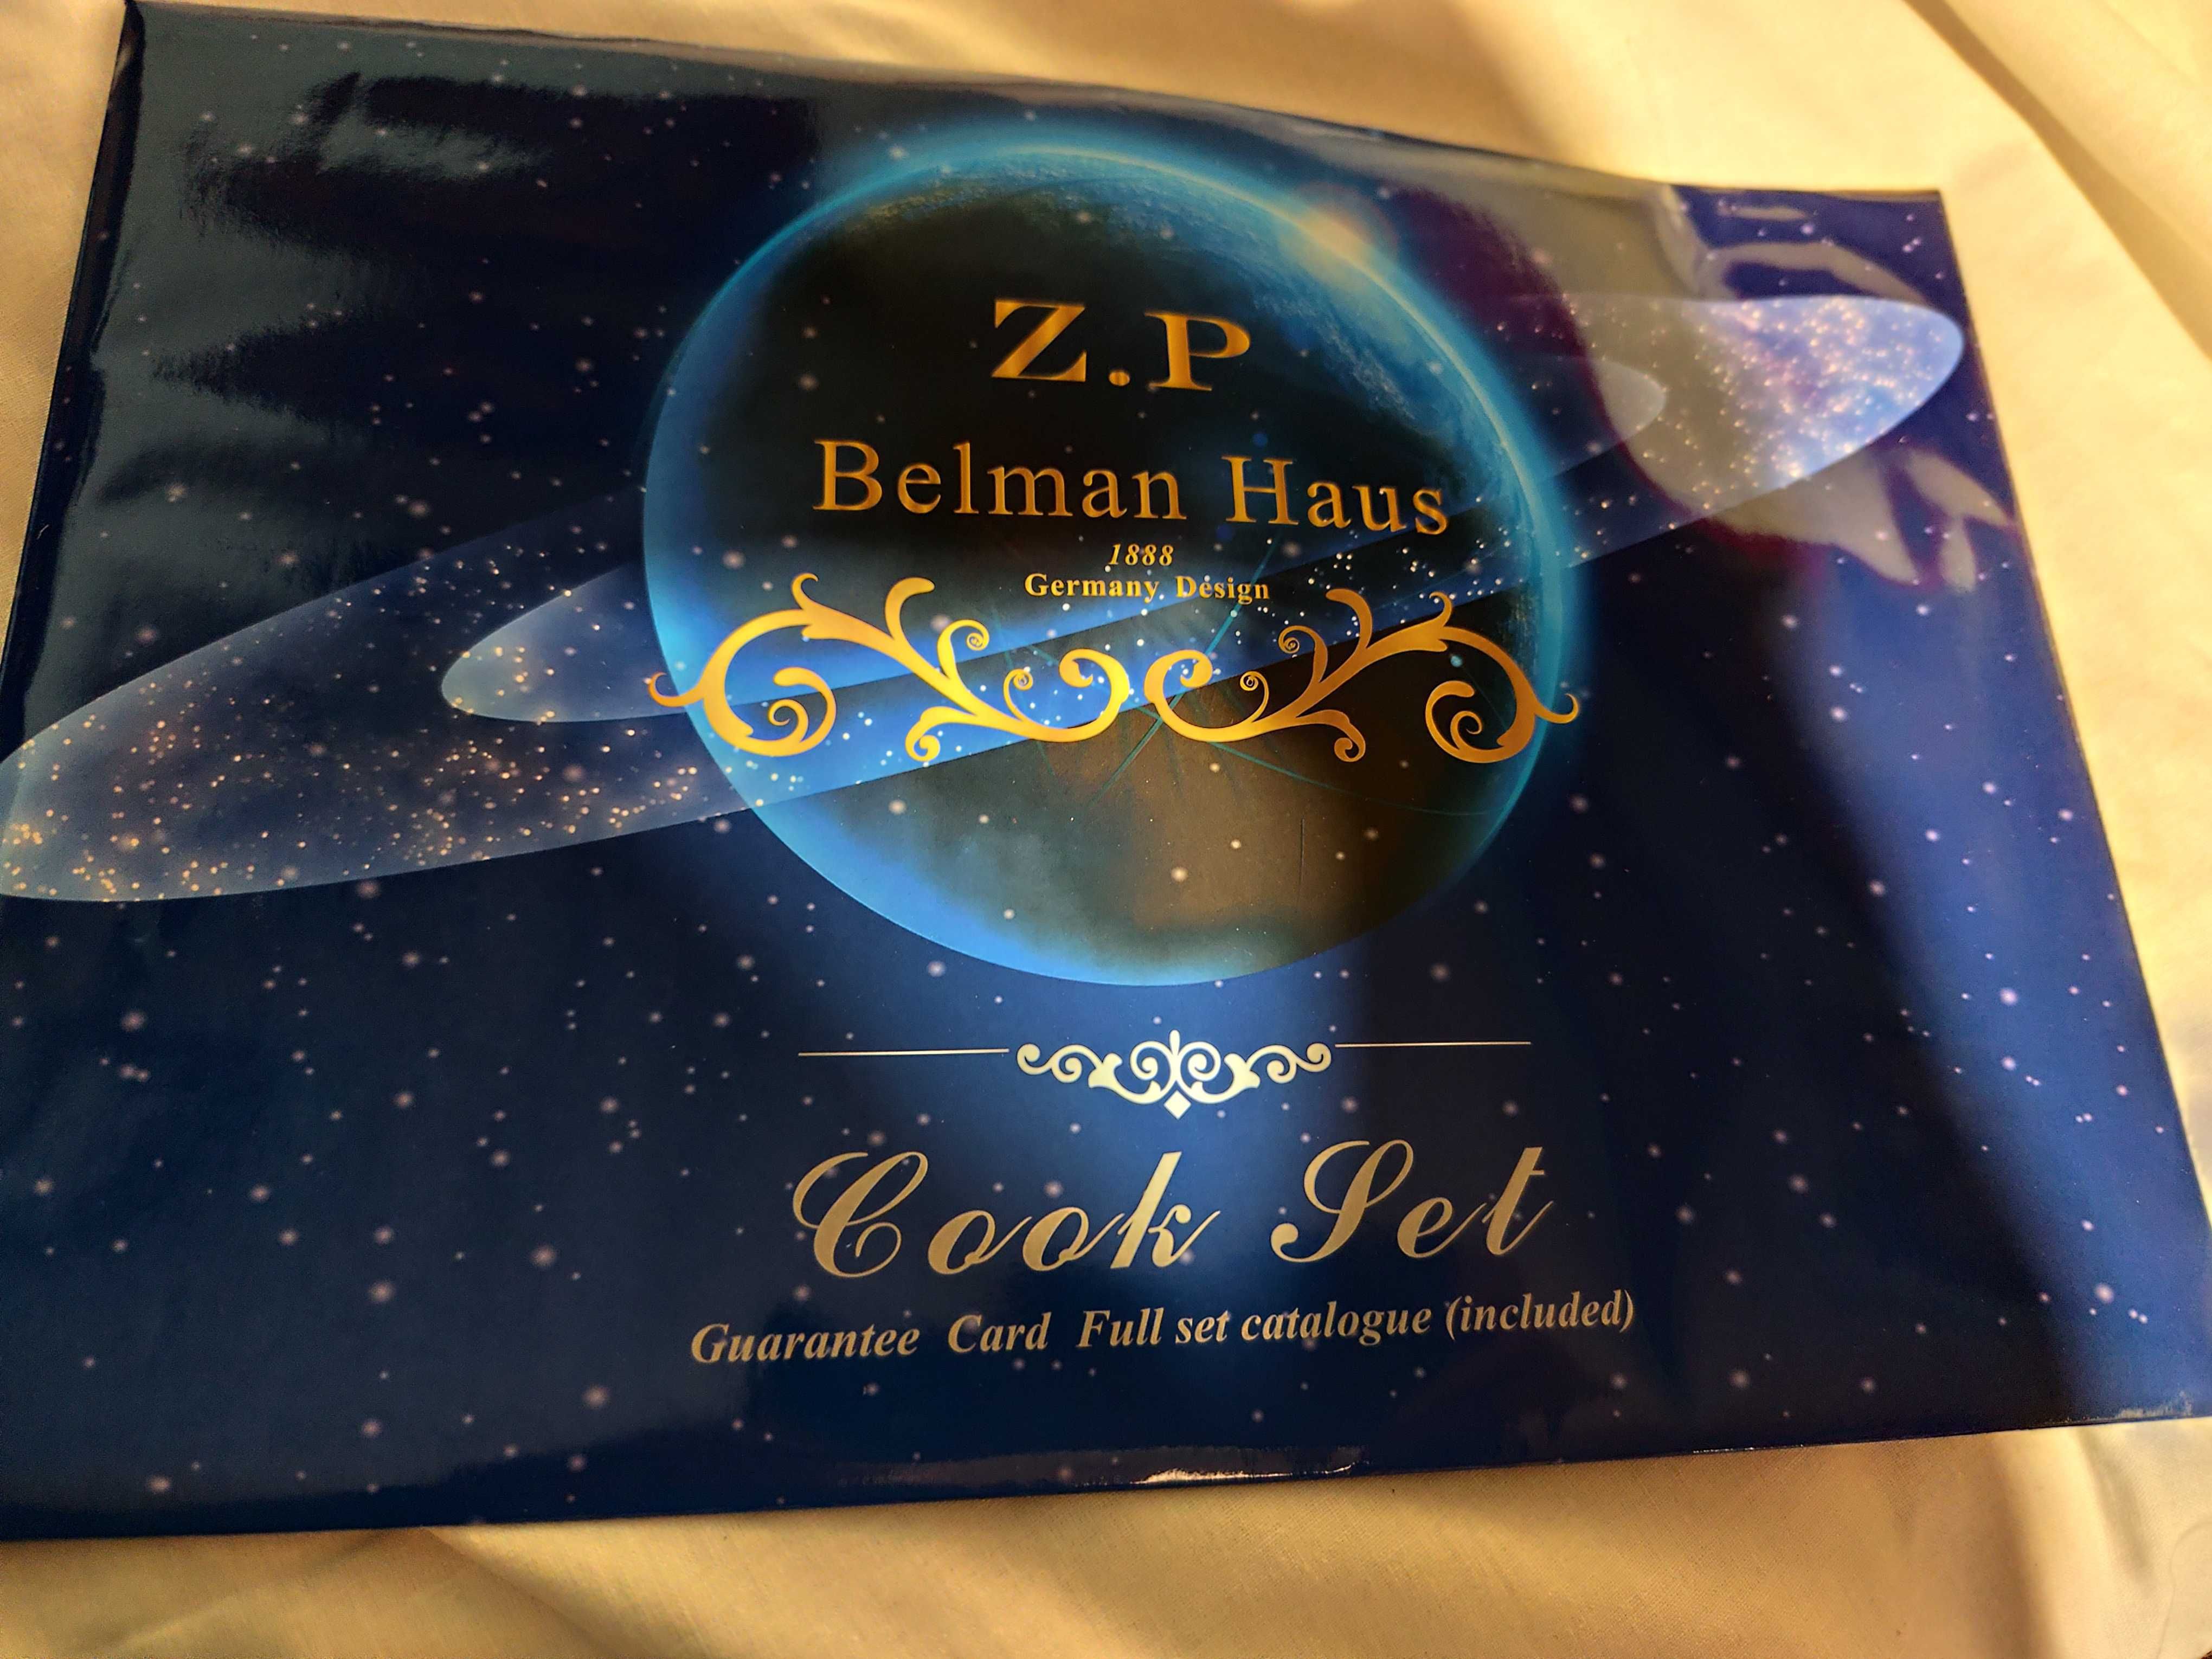 Z.P
Belman Haus
1888
Germany Design
Cook Set
Guarantee Card Full set catalogue (included)